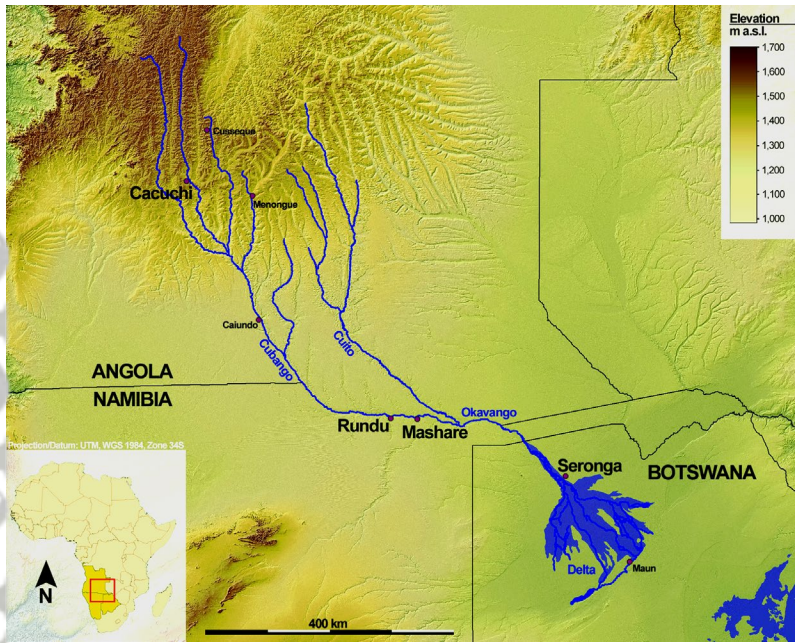 Elevation
m a.s.l.
1,700
1,600
1,500
1,400
1,300
1,200
1,100
1,000
Cusseque
Cacuchi
Menongue
Caiundo
Cubango
Cuito
ANGOLA
NAMIBIA
Okavango
Rundu
Mashare
Projection/Datum: UTM, WGS 1984, Zone 34S
Seronga
BOTSWANA
Delta
Maun
N
400 km